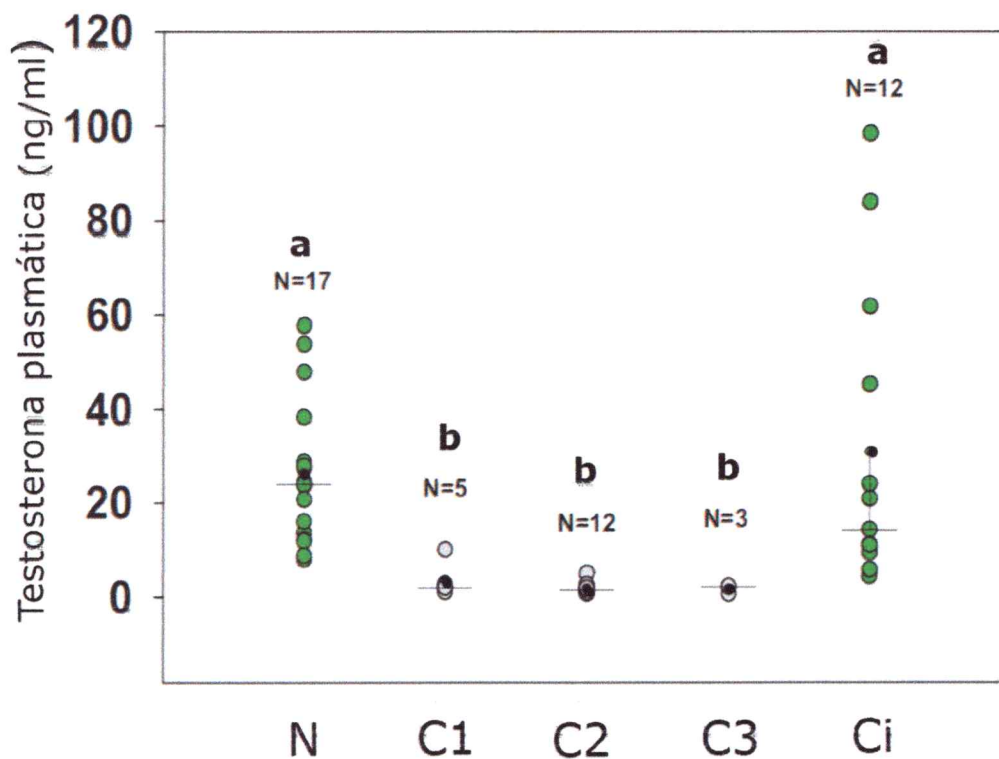 Testosterona plasmática (ng/ml)
120
100
80
60
40
20
0
a
N=17
b
N=5
b
N=12
b
N=3
a
N=12
N
C1
C2
C3
Ci